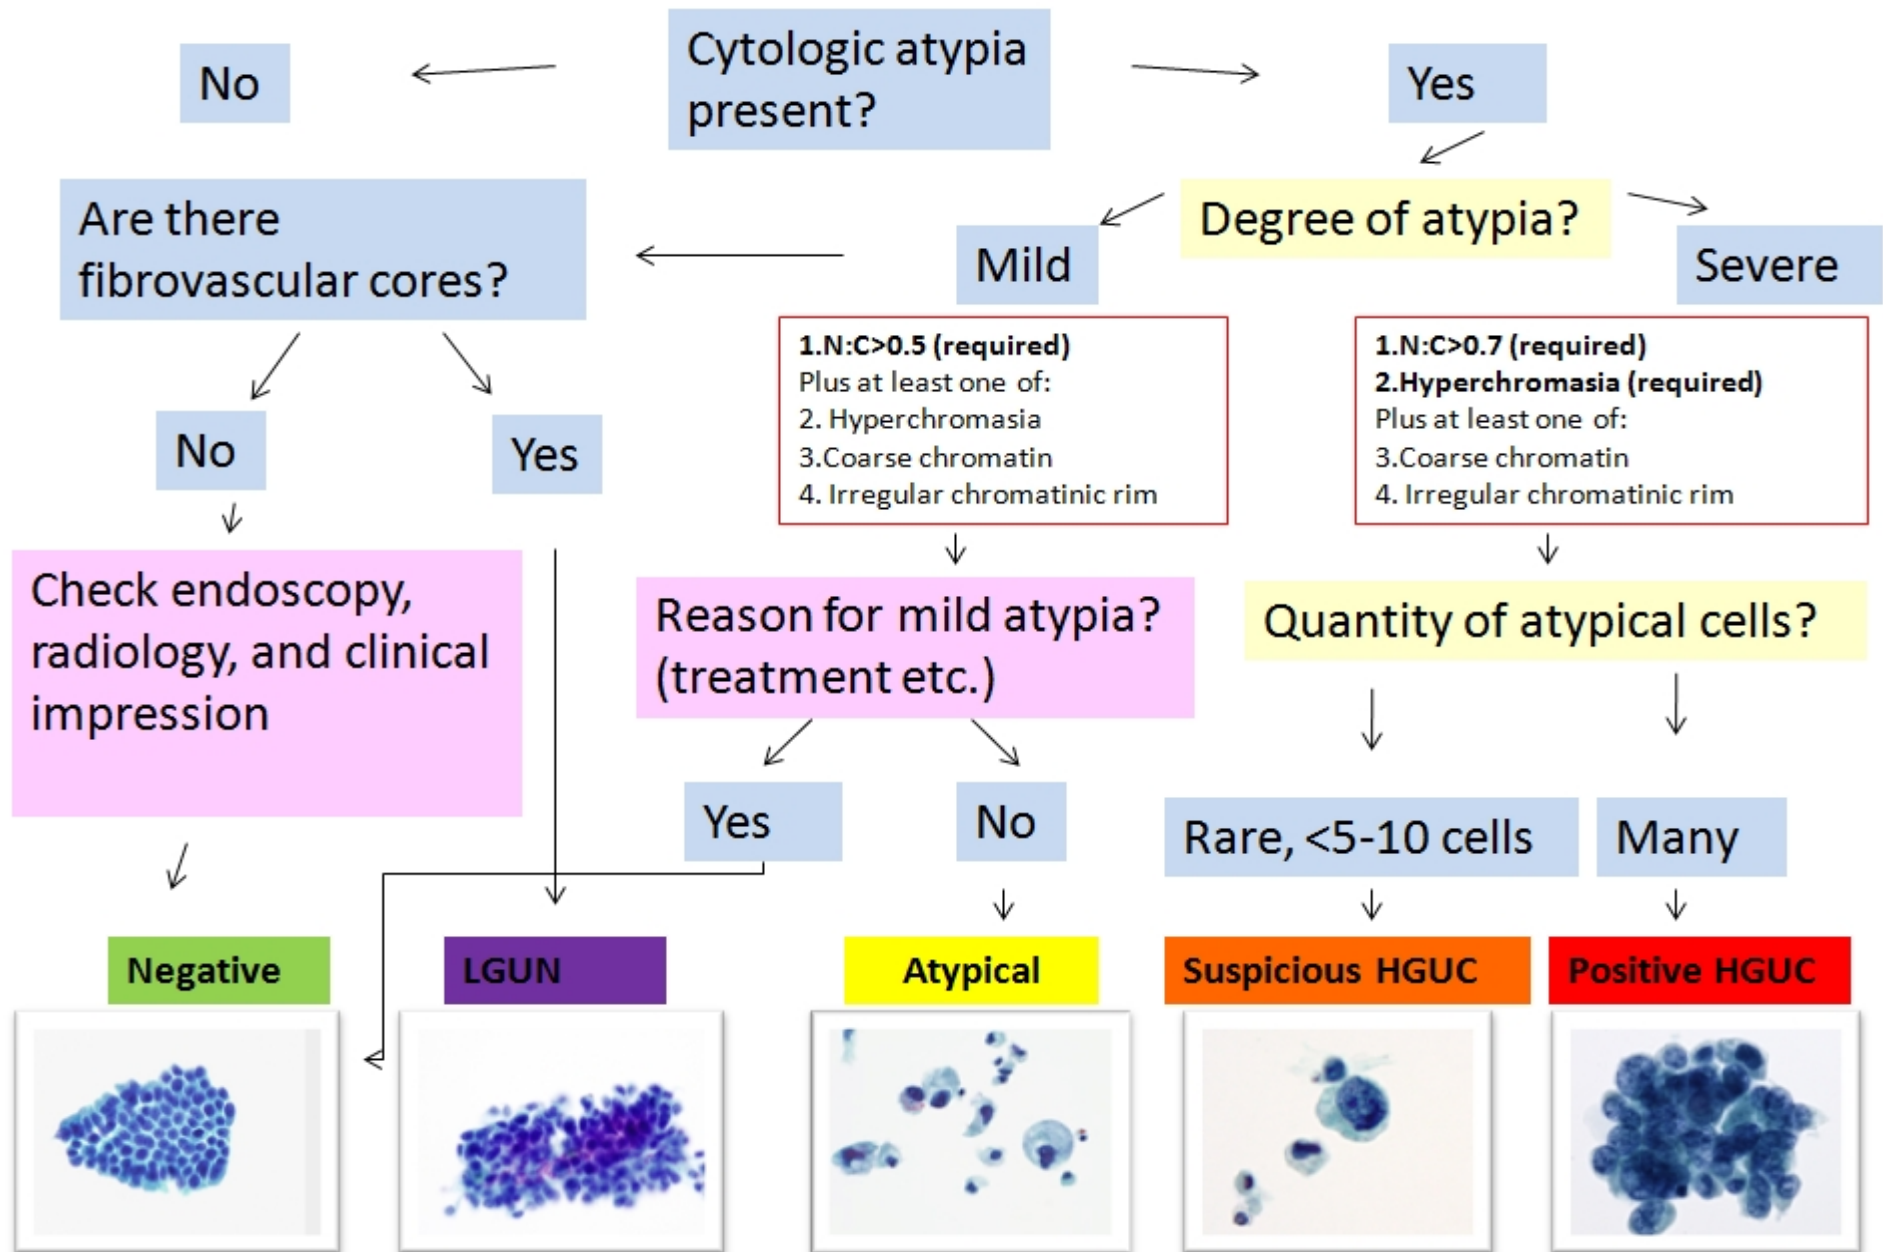 Cytologic atypia
present?
No
Yes
Are there
fibrovascular cores?
Degree of atypia?
Mild
Severe
1.N:C>0.5 (required)
Plus at least one of:
2. Hyperchromasia
3.Coarse chromatin
4. Irregular chromatinic rim
1.N:C>0.7 (required)
2.Hyperchromasia (required)
Plus at least one of:
3.Coarse chromatin
4. Irregular chromatinic rim
No
Yes
Check endoscopy,
radiology, and clinical
impression
Reason for mild atypia?
(treatment etc.)
Quantity of atypical cells?
Yes
No
Rare, <5-10 cells
Many
Negative
LGUN
Atypical
Suspicious HGUC
Positive HGUC